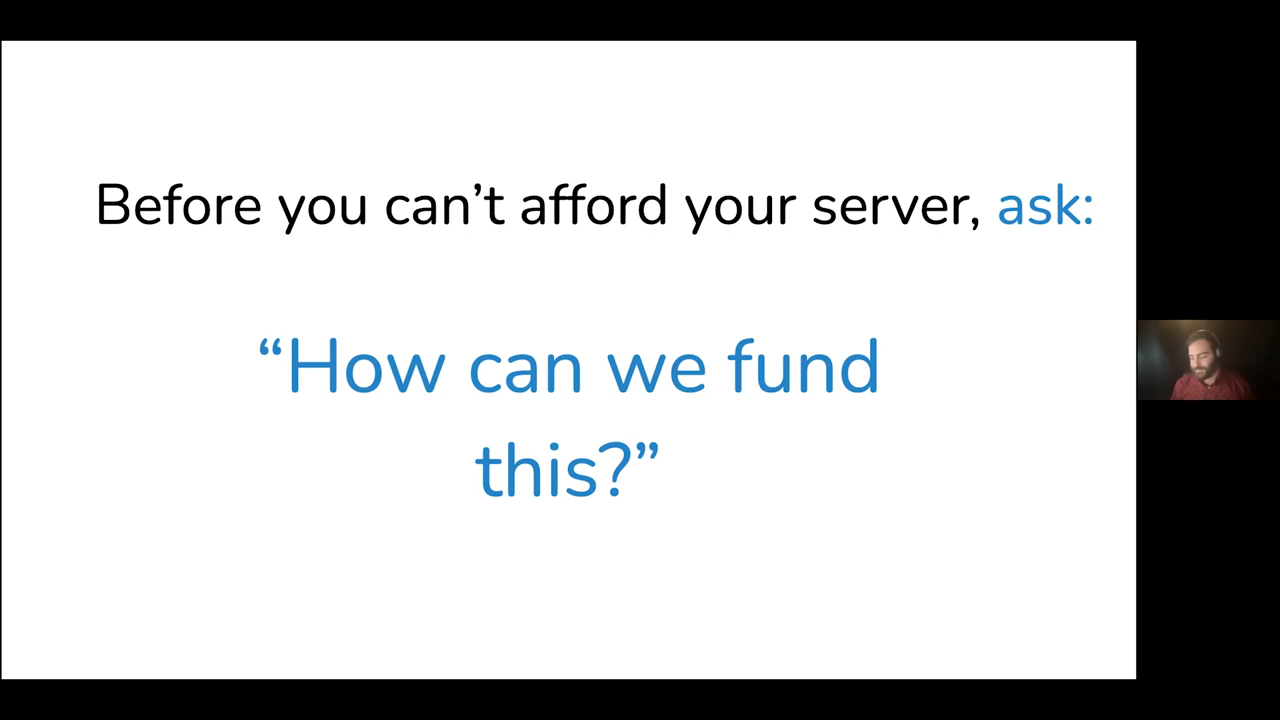 Before you can’t afford your server, ask:
“How can we fund
this?”